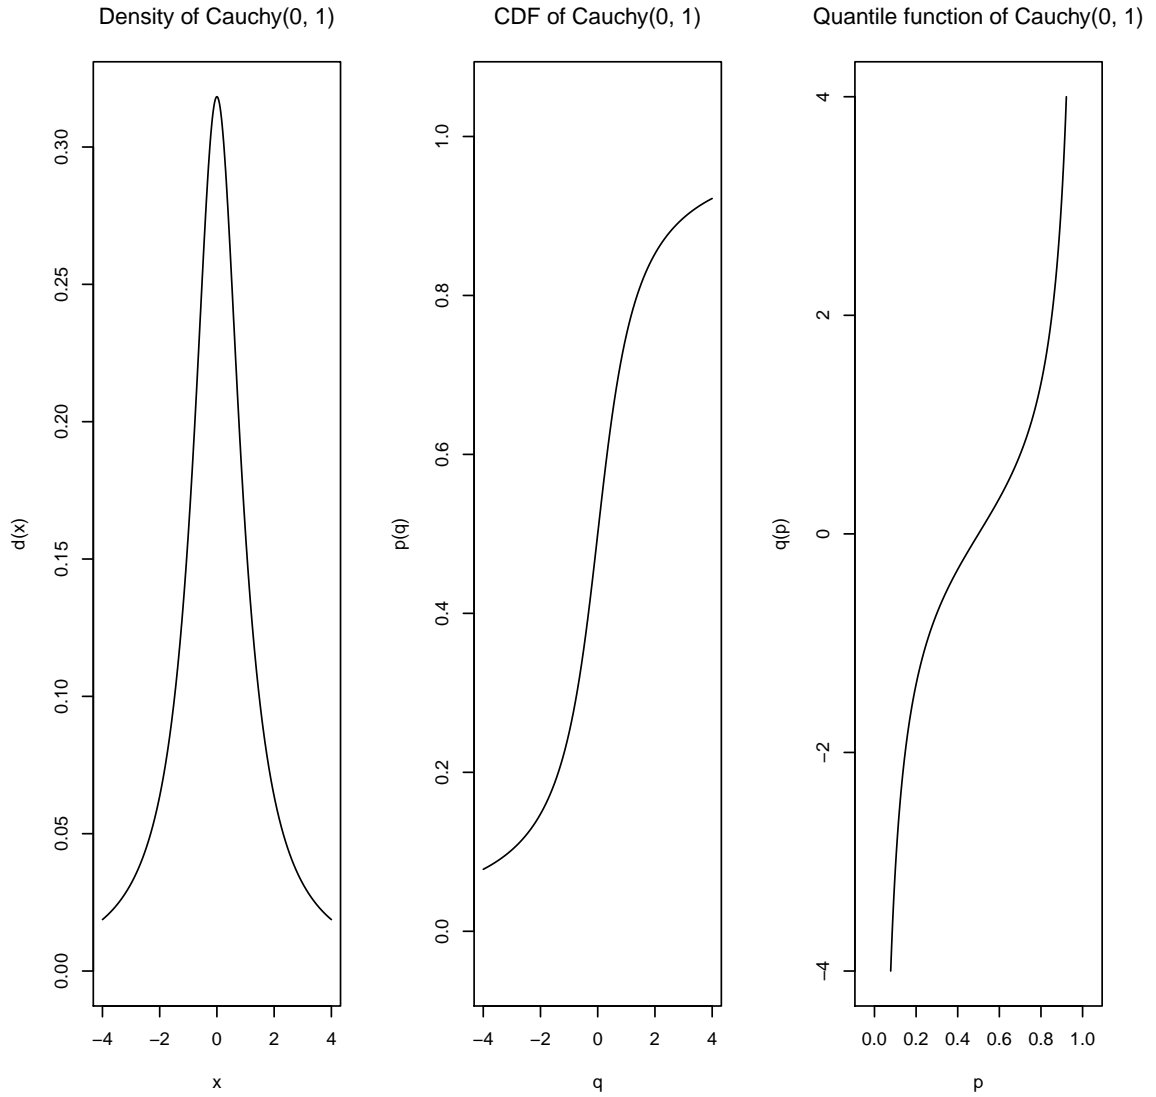 Density of Cauchy(0, 1)
d(x)
0.30
0.25
0.20
0.15
0.10
0.05
0.00
−4 −2 0 2 4
x
CDF of Cauchy(0, 1)
p(q)
1.0
0.8
0.6
0.4
0.2
0.0
−4 −2 0 2 4
q
Quantile function of Cauchy(0, 1)
q(p)
4
2
0
−2
−4
0.0 0.2 0.4 0.6 0.8 1.0
p